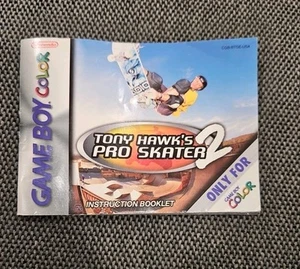 Nintendo
GAME BOY COLOR
TONY HAWK'S
PRO SKATER 2
INSTRUCTION BOOKLET
ONLY FOR
GAME BOY
COLOR